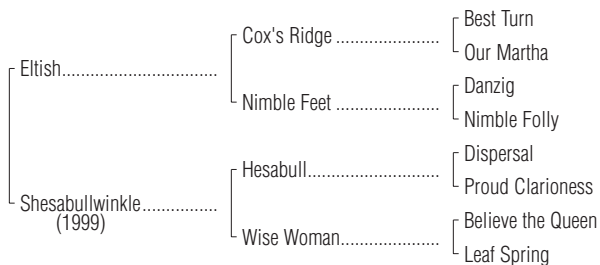 Best Turn
Cox's Ridge ....................
Our Martha
Eltish..............................
Danzig
Nimble Feet ....................
Nimble Folly
Dispersal
Hesabull.........................
Proud Clarioness
Shesabullwinkle...............
(1999)
Believe the Queen
Wise Woman...................
Leaf Spring